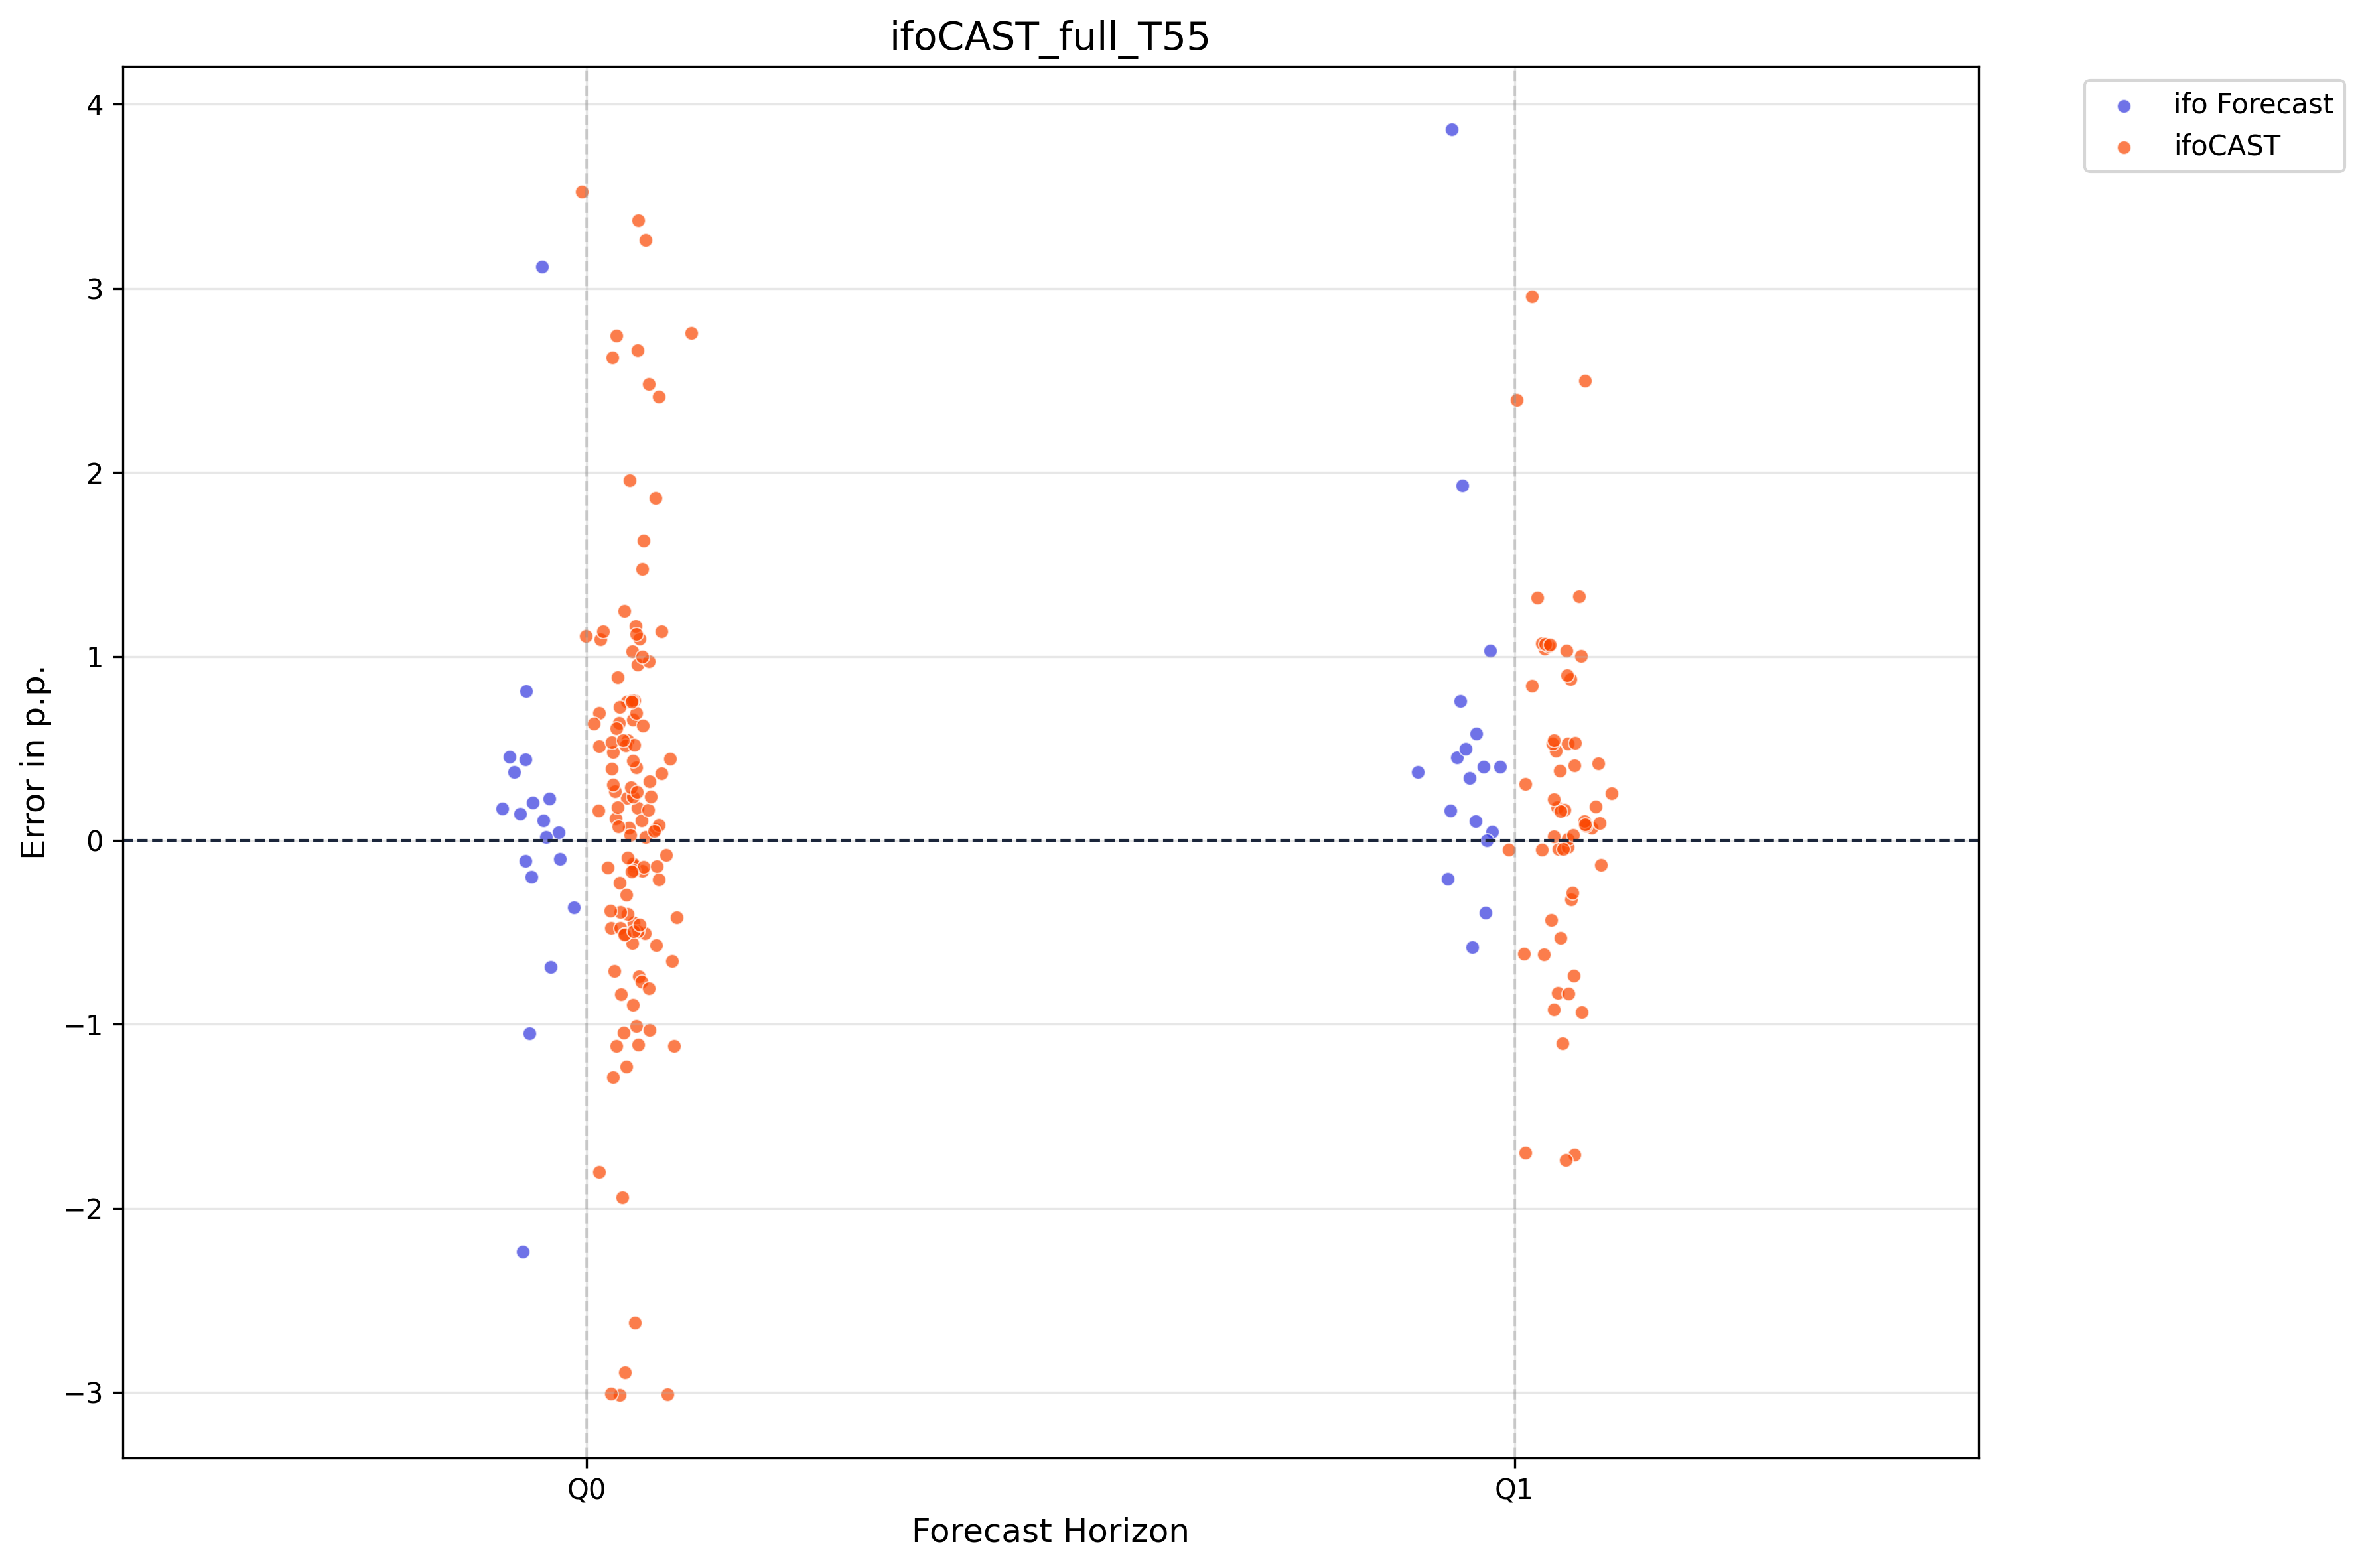 ifoCAST_full_T55
ifo Forecast
ifoCAST
Error in p.p.
4
3
2
1
0
−1
−2
−3
Q0
Q1
Forecast Horizon